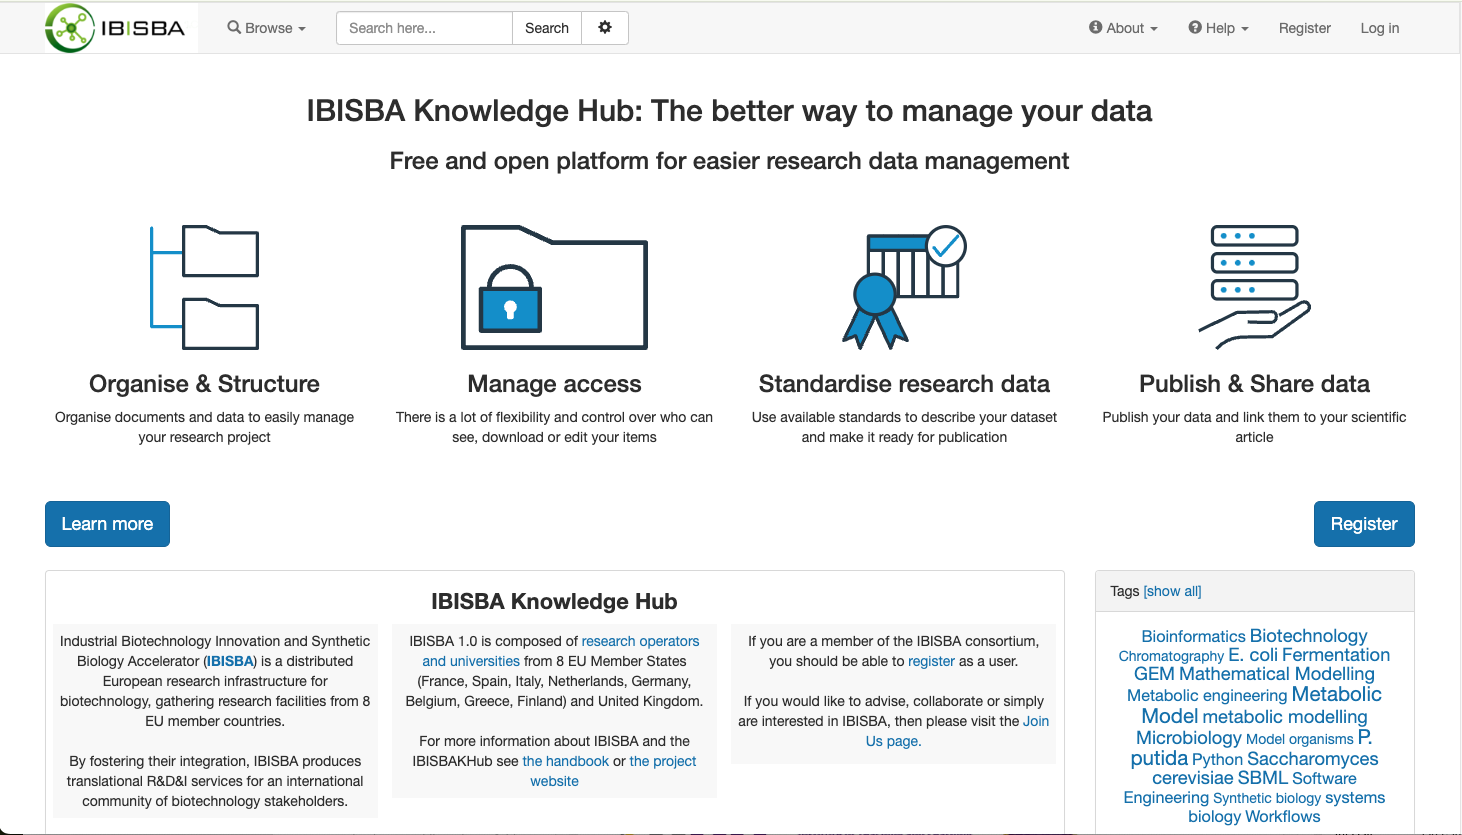 IBISBA
Browse
Search here...
Search
About
Help
Register
Log in
IBISBA Knowledge Hub: The better way to manage your data
Free and open platform for easier research data management
Organise & Structure
Organise documents and data to easily manage
your research project
Manage access
There is a lot of flexibility and control over who can
see, download or edit your items
Standardise research data
Use available standards to describe your dataset
and make it ready for publication
Publish & Share data
Publish your data and link them to your scientific
article
Learn more
Register
IBISBA Knowledge Hub
Industrial Biotechnology Innovation and Synthetic
Biology Accelerator (IBISBA) is a distributed
European research infrastructure for
biotechnology, gathering research facilities from 8
EU member countries.
By fostering their integration, IBISBA produces
translational R&D&I services for an international
community of biotechnology stakeholders.
IBISBA 1.0 is composed of research operators
and universities from 8 EU Member States
(France, Spain, Italy, Netherlands, Germany,
Belgium, Greece, Finland) and United Kingdom.
For more information about IBISBA and the
IBISBAKHub see the handbook or the project
website
If you are a member of the IBISBA consortium,
you should be able to register as a user.
If you would like to advise, collaborate or simply
are interested in IBISBA, then please visit the Join
Us page.
Tags [show all]
Bioinformatics Biotechnology
Chromatography E. coli Fermentation
GEM Mathematical Modelling
Metabolic engineering Metabolic
Model metabolic modelling
Microbiology Model organisms P.
putida Python Saccharomyces
cerevisiae SBML Software
Engineering Synthetic biology systems
biology Workflows